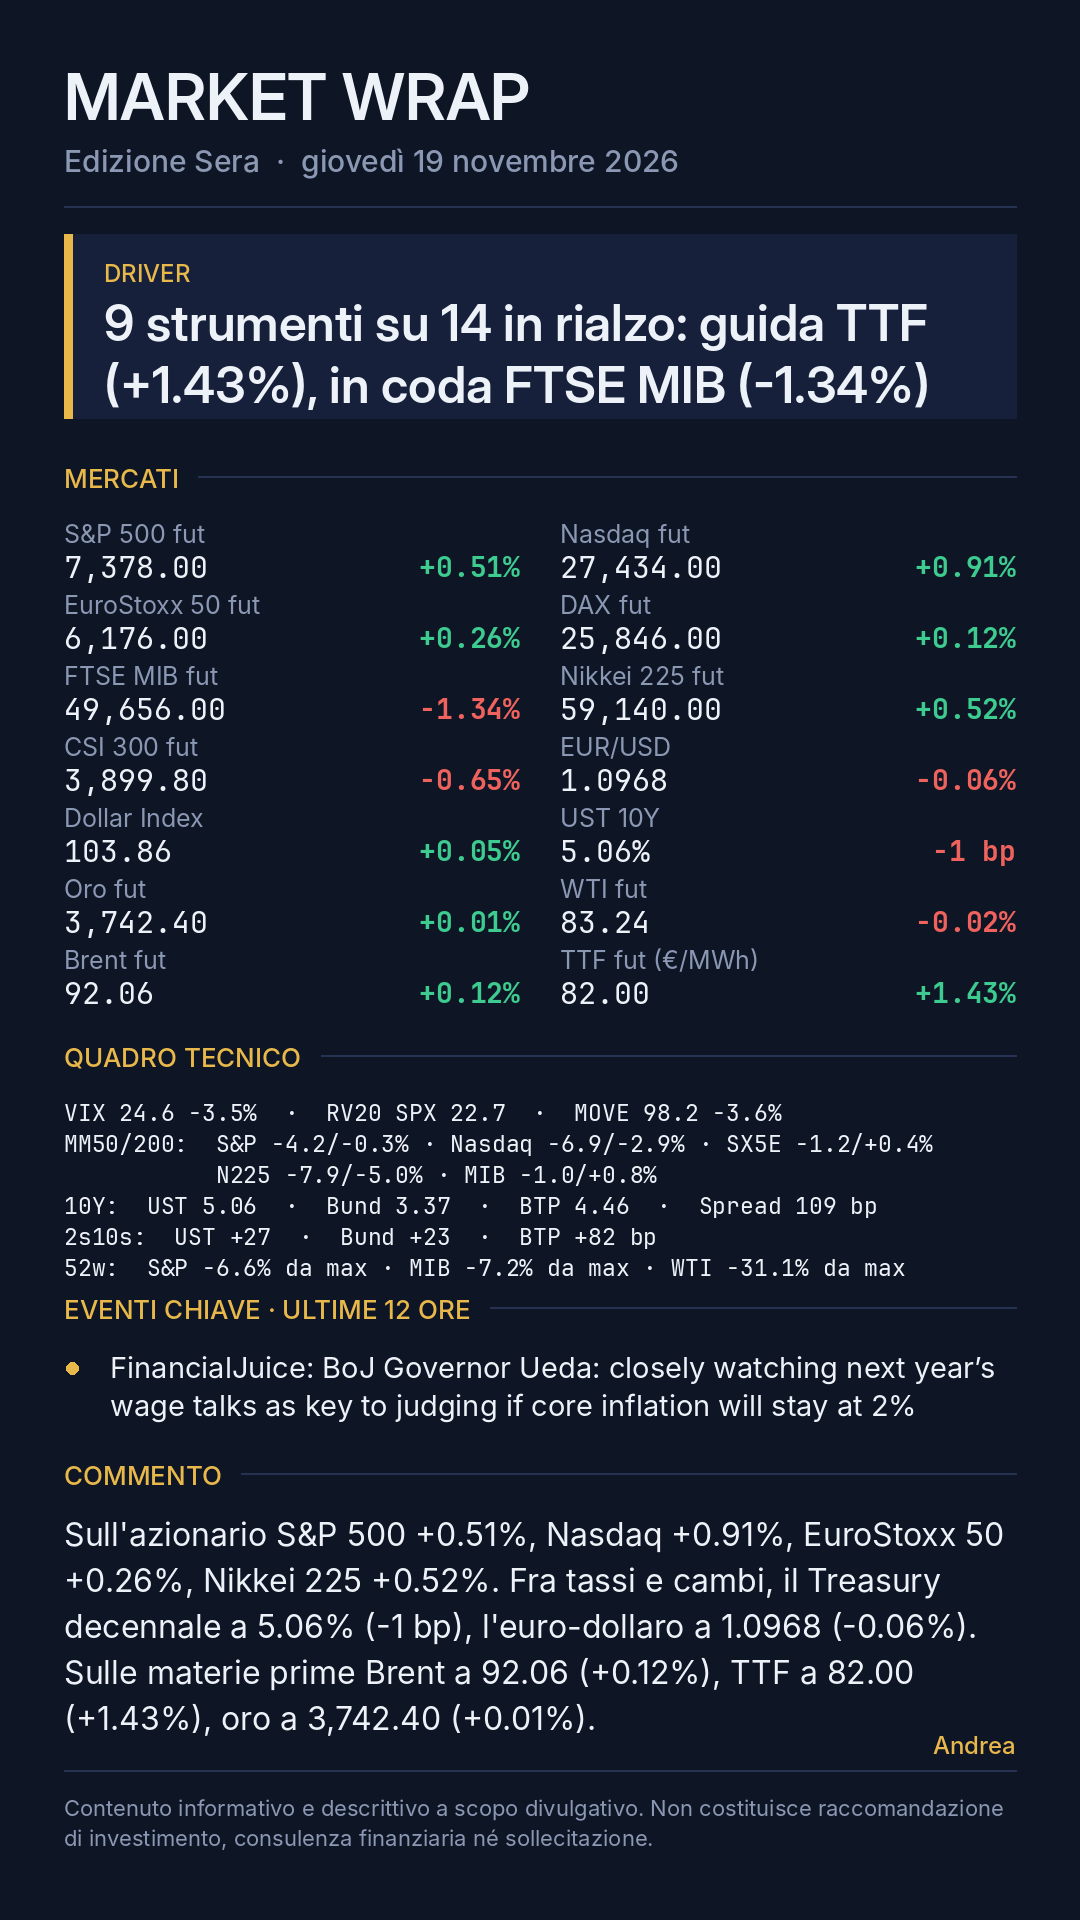 MARKET WRAP
Edizione Sera · giovedì 19 novembre 2026
DRIVER
9 strumenti su 14 in rialzo: guida TTF
(+1.43%), in coda FTSE MIB (-1.34%)
MERCATI
S&P 500 fut
7,378.00 +0.51%
Nasdaq fut
27,434.00 +0.91%
EuroStoxx 50 fut
6,176.00 +0.26%
DAX fut
25,846.00 +0.12%
FTSE MIB fut
49,656.00 -1.34%
Nikkei 225 fut
59,140.00 +0.52%
CSI 300 fut
3,899.80 -0.65%
EUR/USD
1.0968 -0.06%
Dollar Index
103.86 +0.05%
UST 10Y
5.06% -1 bp
Oro fut
3,742.40 +0.01%
WTI fut
83.24 -0.02%
Brent fut
92.06 +0.12%
TTF fut (€/MWh)
82.00 +1.43%
QUADRO TECNICO
VIX 24.6 -3.5% · RV20 SPX 22.7 · MOVE 98.2 -3.6%
MM50/200: S&P -4.2/-0.3% · Nasdaq -6.9/-2.9% · SX5E -1.2/+0.4%
N225 -7.9/-5.0% · MIB -1.0/+0.8%
10Y: UST 5.06 · Bund 3.37 · BTP 4.46 · Spread 109 bp
2s10s: UST +27 · Bund +23 · BTP +82 bp
52w: S&P -6.6% da max · MIB -7.2% da max · WTI -31.1% da max
EVENTI CHIAVE · ULTIME 12 ORE
FinancialJuice: BoJ Governor Ueda: closely watching next year’s
wage talks as key to judging if core inflation will stay at 2%
COMMENTO
Sull'azionario S&P 500 +0.51%, Nasdaq +0.91%, EuroStoxx 50
+0.26%, Nikkei 225 +0.52%. Fra tassi e cambi, il Treasury
decennale a 5.06% (-1 bp), l'euro-dollaro a 1.0968 (-0.06%).
Sulle materie prime Brent a 92.06 (+0.12%), TTF a 82.00
(+1.43%), oro a 3,742.40 (+0.01%).
Andrea
Contenuto informativo e descrittivo a scopo divulgativo. Non costituisce raccomandazione
di investimento, consulenza finanziaria né sollecitazione.